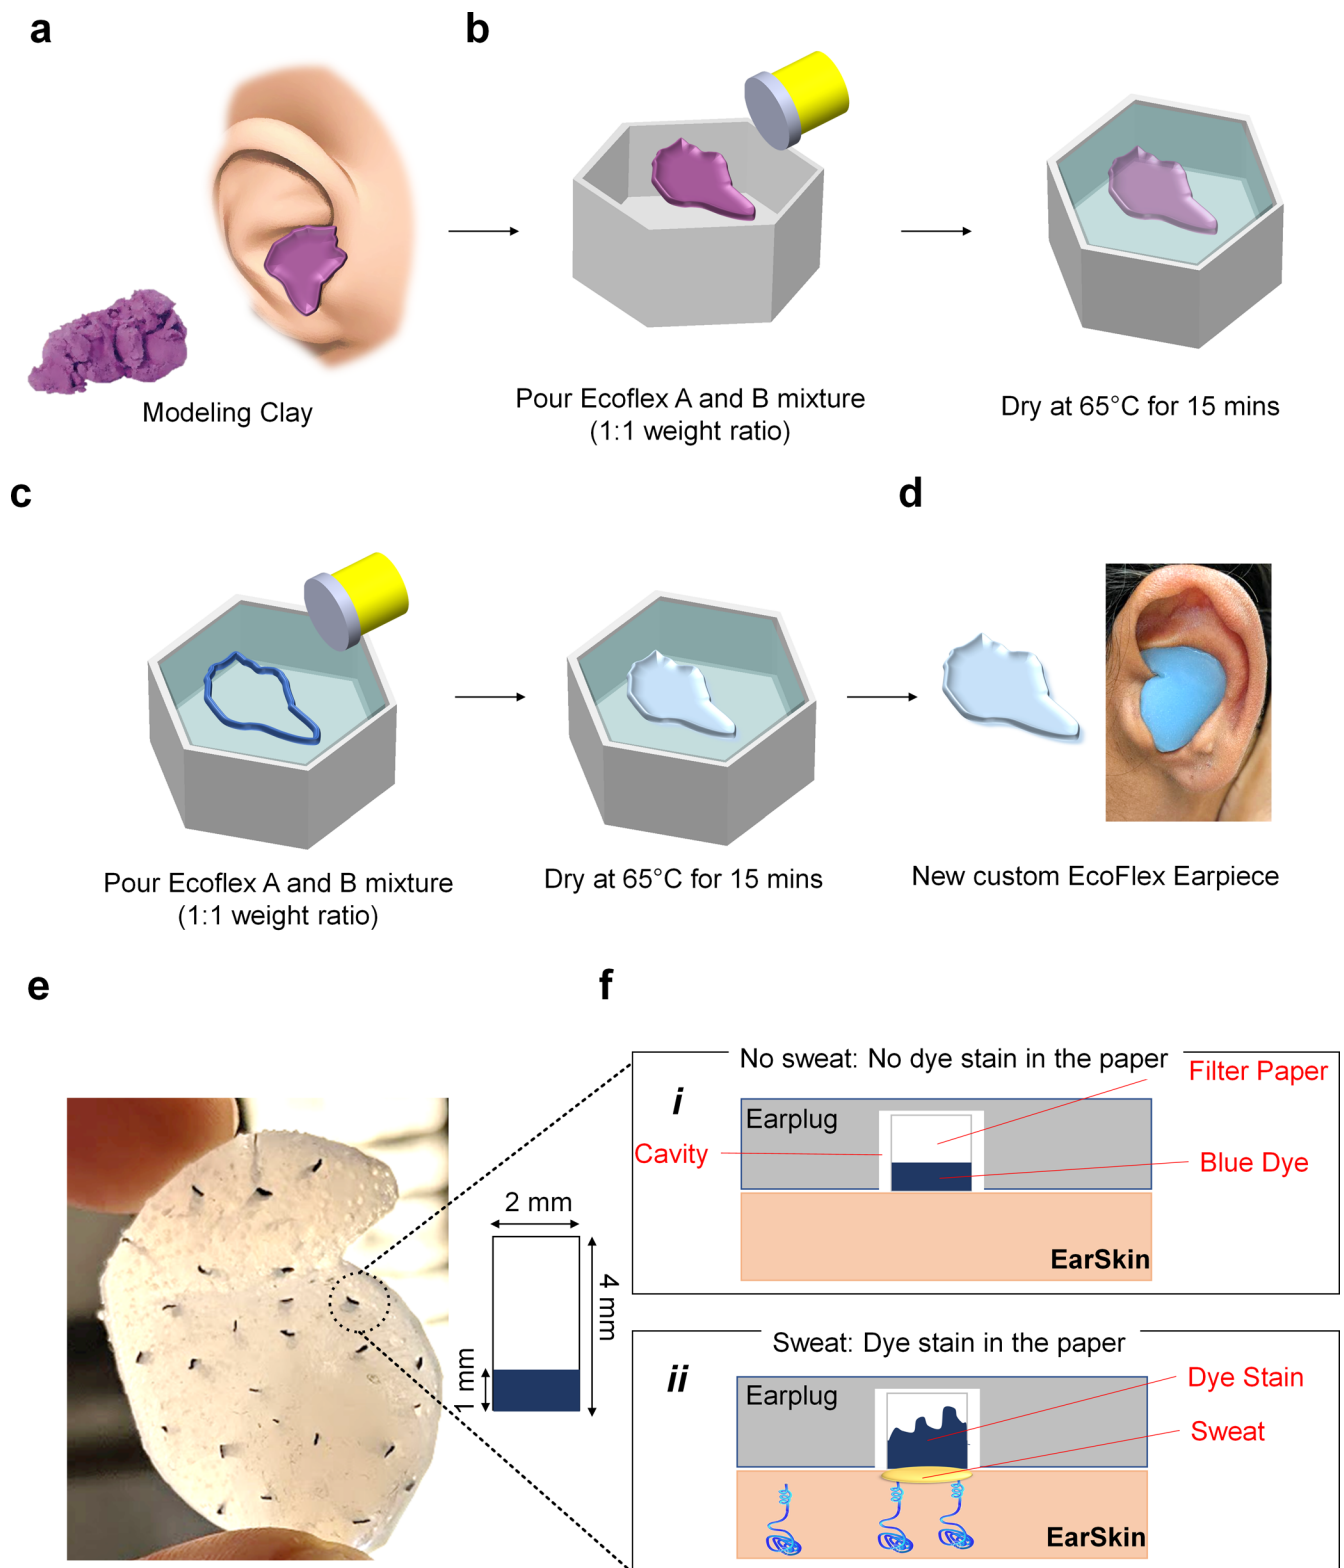 a
b
Modeling Clay
Pour Ecoflex A and B mixture
(1:1 weight ratio)
Dry at 65°C for 15 mins
c
d
Pour Ecoflex A and B mixture
(1:1 weight ratio)
Dry at 65°C for 15 mins
New custom EcoFlex Earpiece
e
2 mm
4 mm
1 mm
f
No sweat: No dye stain in the paper
i
Earplug
Filter Paper
Cavity
Blue Dye
EarSkin
Sweat: Dye stain in the paper
ii
Earplug
Dye Stain
Sweat
EarSkin